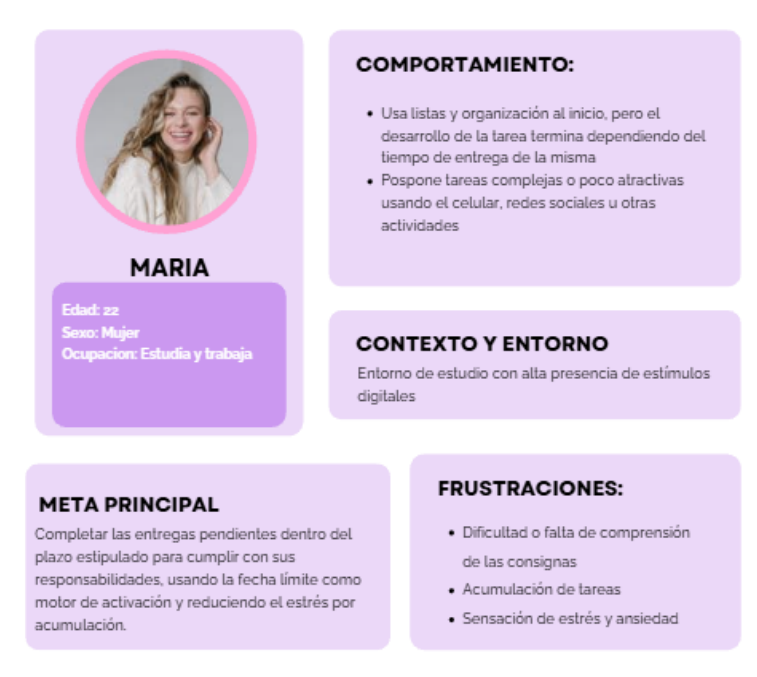 MARIA
Edad: 22
Sexo: Mujer
Ocupacion: Estudia y trabaja
COMPORTAMIENTO:
• Usa listas y organización al inicio, pero el
desarrollo de la tarea termina dependiendo del
tiempo de entrega de la misma
• Pospone tareas complejas o poco atractivas
usando el celular, redes sociales u otras
actividades
CONTEXTO Y ENTORNO
Entorno de estudio con alta presencia de estímulos
digitales
META PRINCIPAL
Completar las entregas pendientes dentro del
plazo estipulado para cumplir con sus
responsabilidades, usando la fecha límite como
motor de activación y reduciendo el estrés por
acumulación.
FRUSTRACIONES:
• Dificultad o falta de comprensión
de las consignas
• Acumulación de tareas
• Sensación de estrés y ansiedad